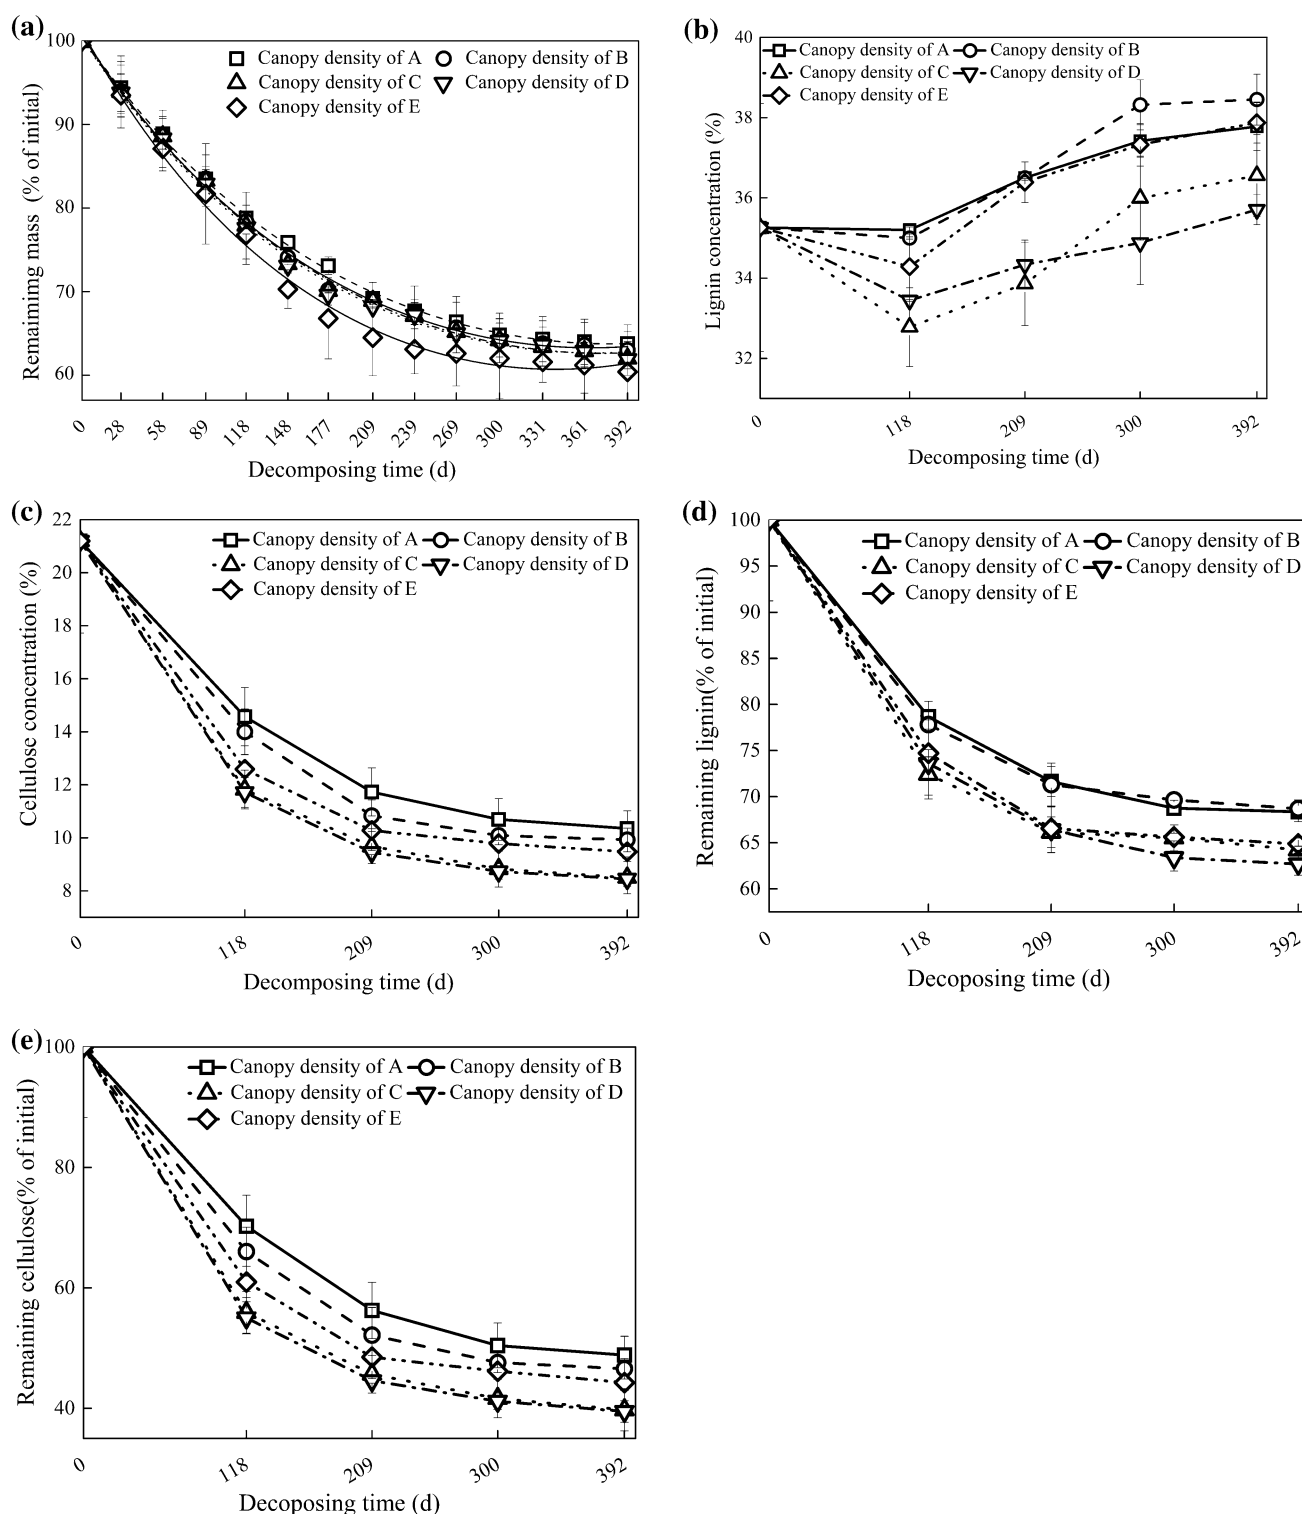 (a)
100
90
80
70
60
Remaining mass (% of initial)
Canopy density of A
Canopy density of B
Canopy density of C
Canopy density of D
Canopy density of E
0 28 58 89 118 148 177 209 239 269 300 331 361 392
Decomposing time (d)
(b)
40
38
36
34
32
Lignin concentration (%)
Canopy density of A
Canopy density of B
Canopy density of C
Canopy density of D
Canopy density of E
0 118 209 300 392
Decomposing time (d)
(c)
22
20
18
16
14
12
10
8
Cellulose concentration (%)
Canopy density of A
Canopy density of B
Canopy density of C
Canopy density of D
Canopy density of E
0 118 209 300 392
Decomposing time (d)
(d)
100
95
90
85
80
75
70
65
60
Remaining lignin(% of initial)
Canopy density of A
Canopy density of B
Canopy density of C
Canopy density of D
Canopy density of E
0 118 209 300 392
Decoposing time (d)
(e)
100
80
60
40
Remaining cellulose(% of initial)
Canopy density of A
Canopy density of B
Canopy density of C
Canopy density of D
Canopy density of E
0 118 209 300 392
Decoposing time (d)